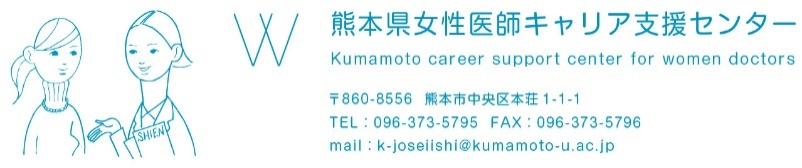 SHIEN
W
熊本県女性医師キャリア支援センター
Kumamoto career support center for women doctors
〒860-8556 熊本市中央区本荘1-1-1
TEL：096-373-5795 FAX：096-373-5796
mail：k-joseiishi@kumamoto-u.ac.jp